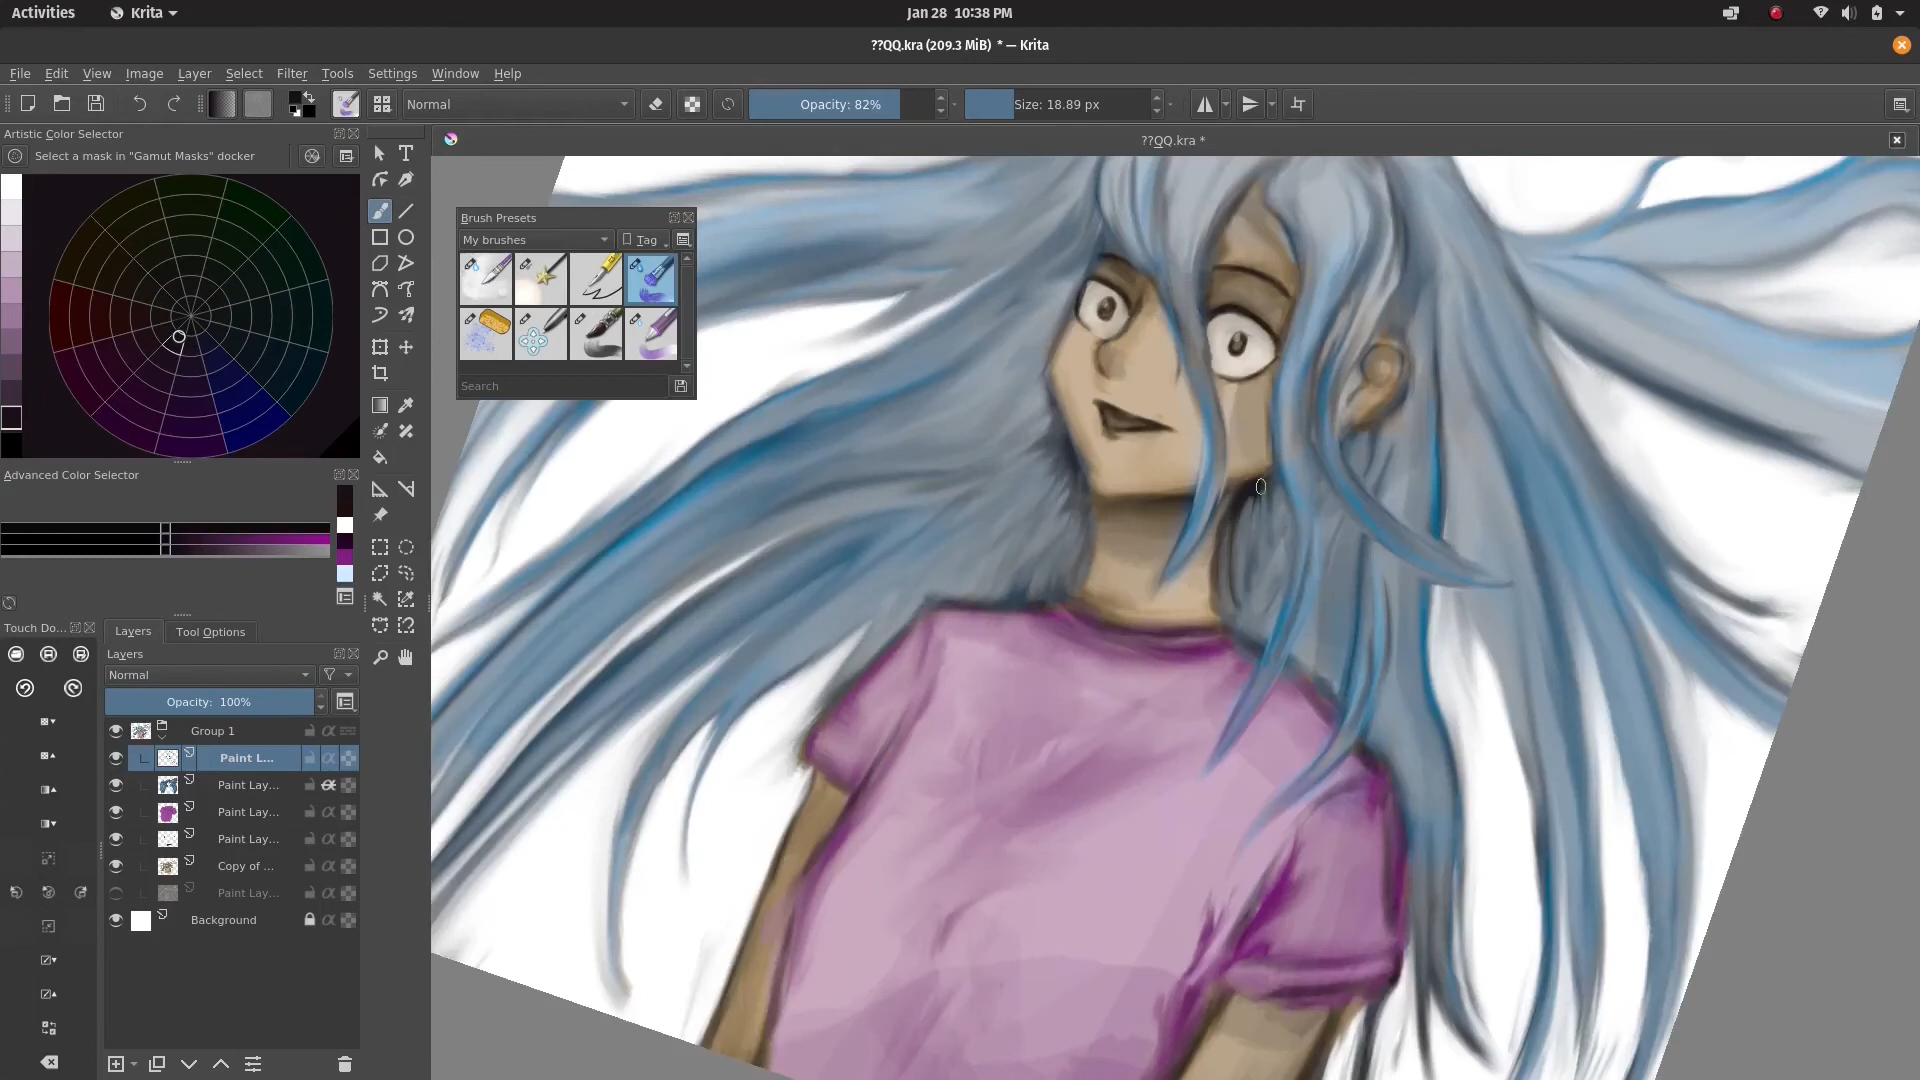 Activities
Krita
Jan 28 10:38 PM
??QQ.kra (209.3 MiB) * — Krita
File Edit View Image Layer Select Filter Tools Settings Window Help
Normal
Opacity: 82%
Size: 18.89 px
Artistic Color Selector
Select a mask in "Gamut Masks" docker
??QQ.kra *
Brush Presets
My brushes
Tag
Search
Advanced Color Selector
Touch Do...
Layers
Tool Options
Layers
Normal
Opacity: 100%
Group 1
Paint L...
Paint Lay...
Paint Lay...
Paint Lay...
Copy of ...
Paint Lay...
Background